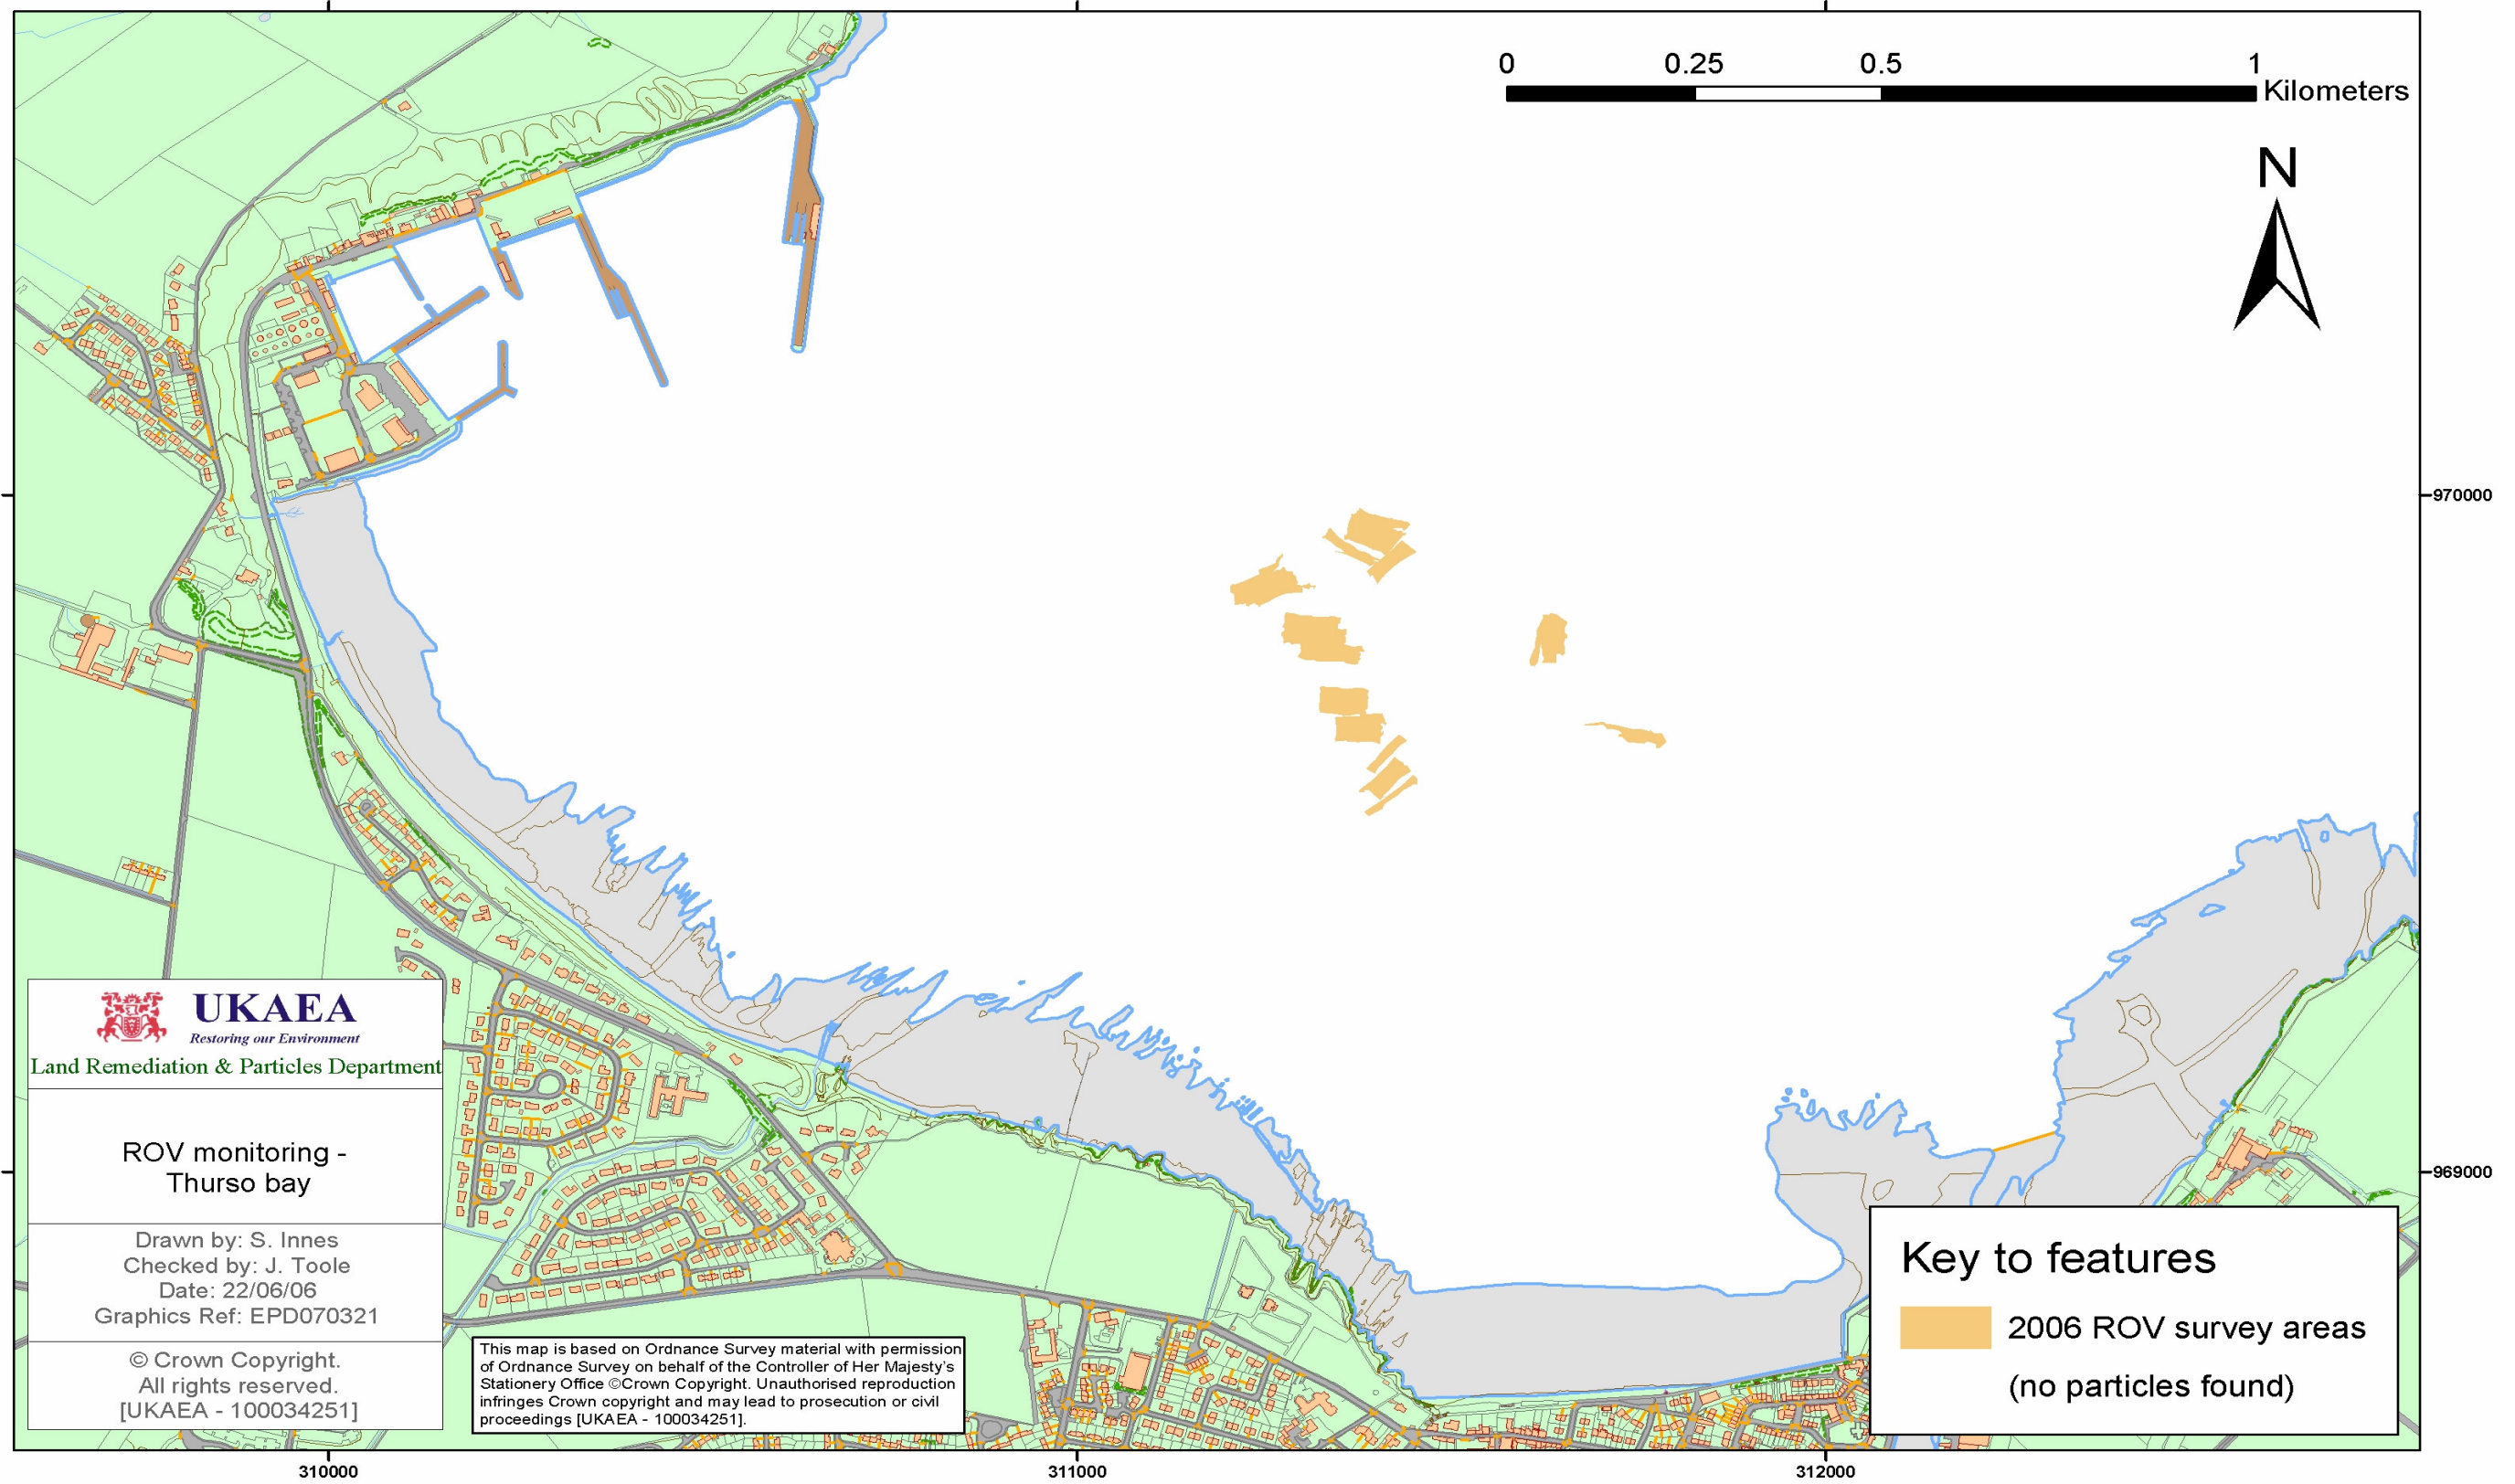 0 0.25 0.5 1
Kilometers
N
970000
969000
UKAEA
Restoring our Environment
Land Remediation & Particles Department
ROV monitoring -
Thurso bay
Drawn by: S. Innes
Checked by: J. Toole
Date: 22/06/06
Graphics Ref: EPD070321
© Crown Copyright.
All rights reserved.
[UKAEA - 100034251]
This map is based on Ordnance Survey material with permission
of Ordnance Survey on behalf of the Controller of Her Majesty's
Stationery Office ©Crown Copyright. Unauthorised reproduction
infringes Crown copyright and may lead to prosecution or civil
proceedings [UKAEA - 100034251].
Key to features
2006 ROV survey areas
(no particles found)
310000 311000 312000